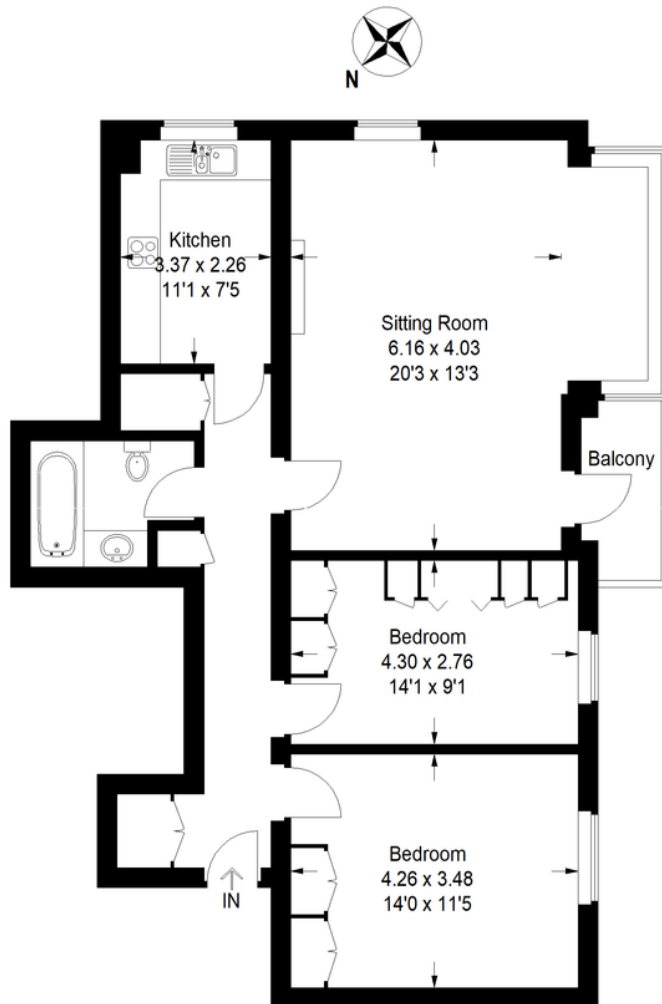 N
Kitchen
3.37 x 2.26
11'1 x 7'5
Sitting Room
6.16 x 4.03
20'3 x 13'3
Balcony
Bedroom
4.30 x 2.76
14'1 x 9'1
Bedroom
4.26 x 3.48
14'0 x 11'5
IN